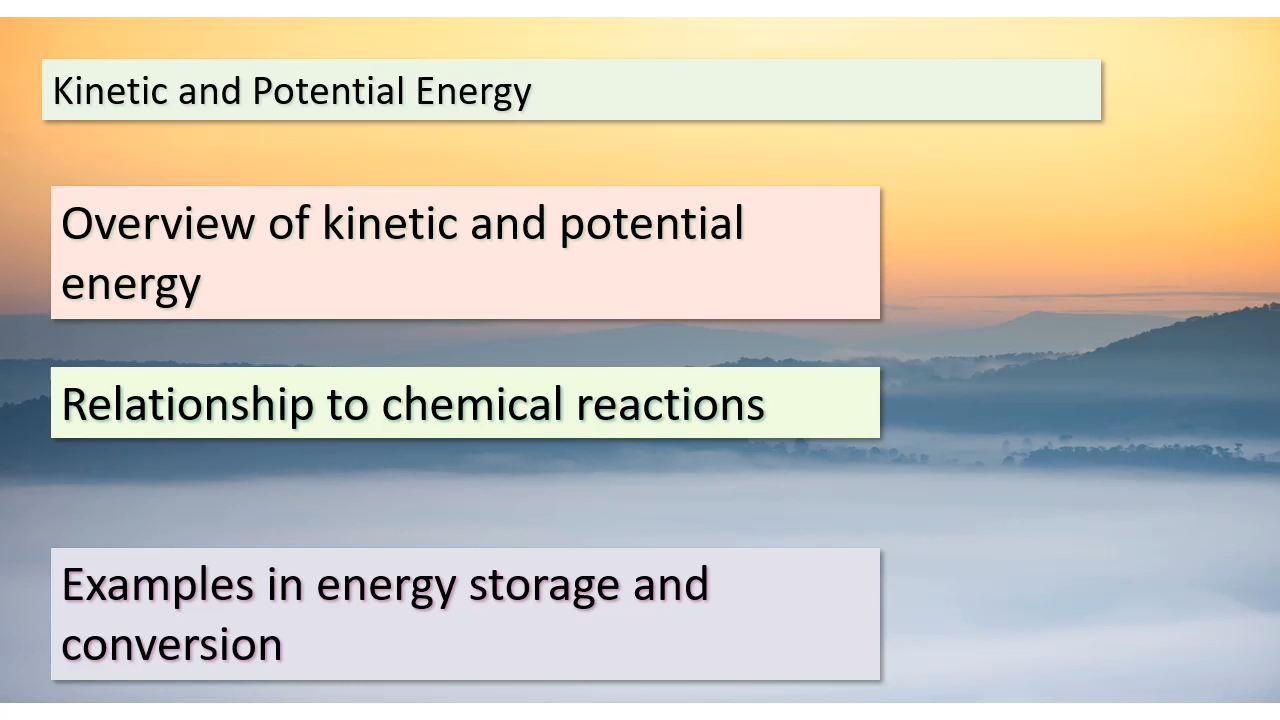 Kinetic and Potential Energy
Overview of kinetic and potential
energy
Relationship to chemical reactions
Examples in energy storage and
conversion